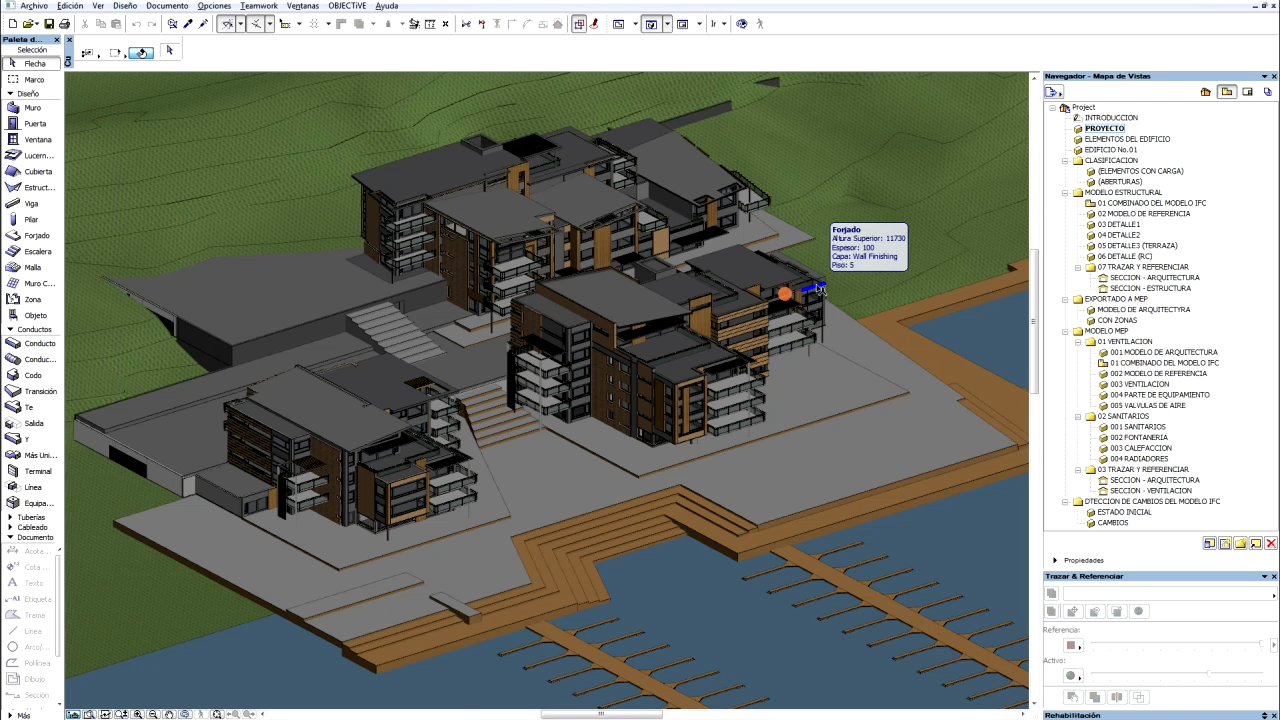 Archivo Edición Ver Diseño Documento Opciones Teamwork Ventanas OBJECTiVE Ayuda
Paleta d...
Selección
Flecha
Marco
Diseño
Muro
Puerta
Ventana
Lucern...
Cubierta
Estruct...
Viga
Pilar
Forjado
Escalera
Malla
Muro C...
Zona
Objeto
Conductos
Conducto
Conduc...
Codo
Transición
Te
Salida
Y
Más Uni...
Terminal
Línea
Equipa...
Tuberías
Cableado
Documento
Acota...
Cota ...
Texto
Etiqueta
Trama
Línea
Arco/...
Polilínea
Dibujo
Sección
Más
Forjado
Altura Superior: 11730
Espesor: 100
Capa: Wall Finishing
Piso: 5
Navegador - Mapa de Vistas
Project
INTRODUCCION
PROYECTO
ELEMENTOS DEL EDIFICIO
EDIFICIO No.01
CLASIFICACION
(ELEMENTOS CON CARGA)
(ABERTURAS)
MODELO ESTRUCTURAL
01 COMBINADO DEL MODELO IFC
02 MODELO DE REFERENCIA
03 DETALLE1
04 DETALLE2
05 DETALLE3 (TERRAZA)
06 DETALLE (RC)
07 TRAZAR Y REFERENCIAR
SECCION - ARQUITECTURA
SECCION - ESTRUCTURA
EXPORTADO A MEP
MODELO DE ARQUITECTYRA
CON ZONAS
MODELO MEP
01 VENTILACION
001 MODELO DE ARQUITECTURA
01 COMBINADO DEL MODELO IFC
002 MODELO DE REFERENCIA
003 VENTILACION
004 PARTE DE EQUIPAMIENTO
005 VALVULAS DE AIRE
02 SANITARIOS
001 SANITARIOS
002 FONTANERIA
003 CALEFACCION
004 RADIADORES
03 TRAZAR Y REFERENCIAR
SECCION - ARQUITECTURA
SECCION - VENTILACION
DTECCION DE CAMBIOS DEL MODELO IFC
ESTADO INICIAL
CAMBIOS
Propiedades
Trazar & Referenciar
Referencia:
Activo:
Rehabilitación